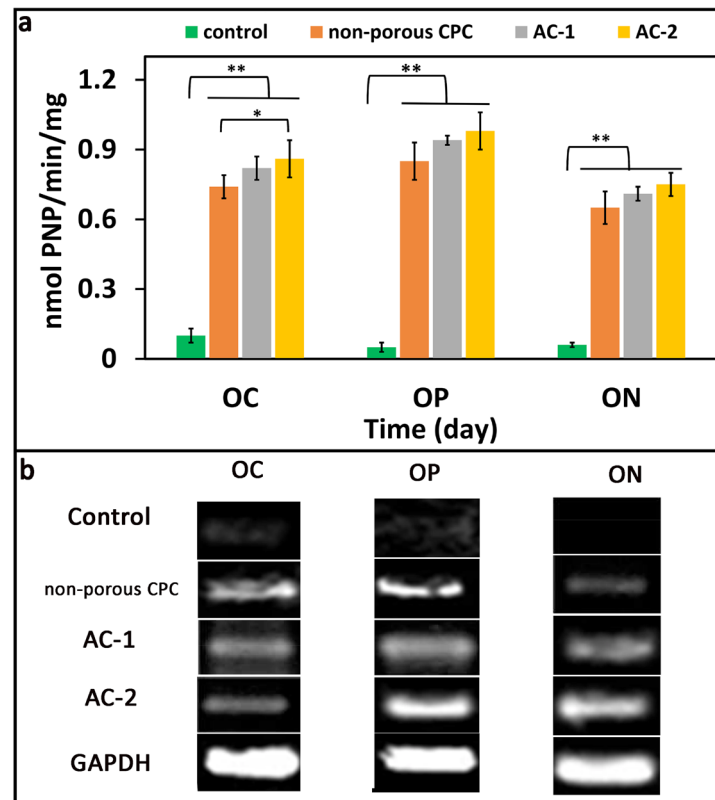 a
control non-porous CPC AC-1 AC-2
nmol PNP/min/mg
1.2
0.9
0.6
0.3
0
** ** **
*
OC OP ON
Time (day)
b
OC OP ON
Control
non-porous CPC
AC-1
AC-2
GAPDH